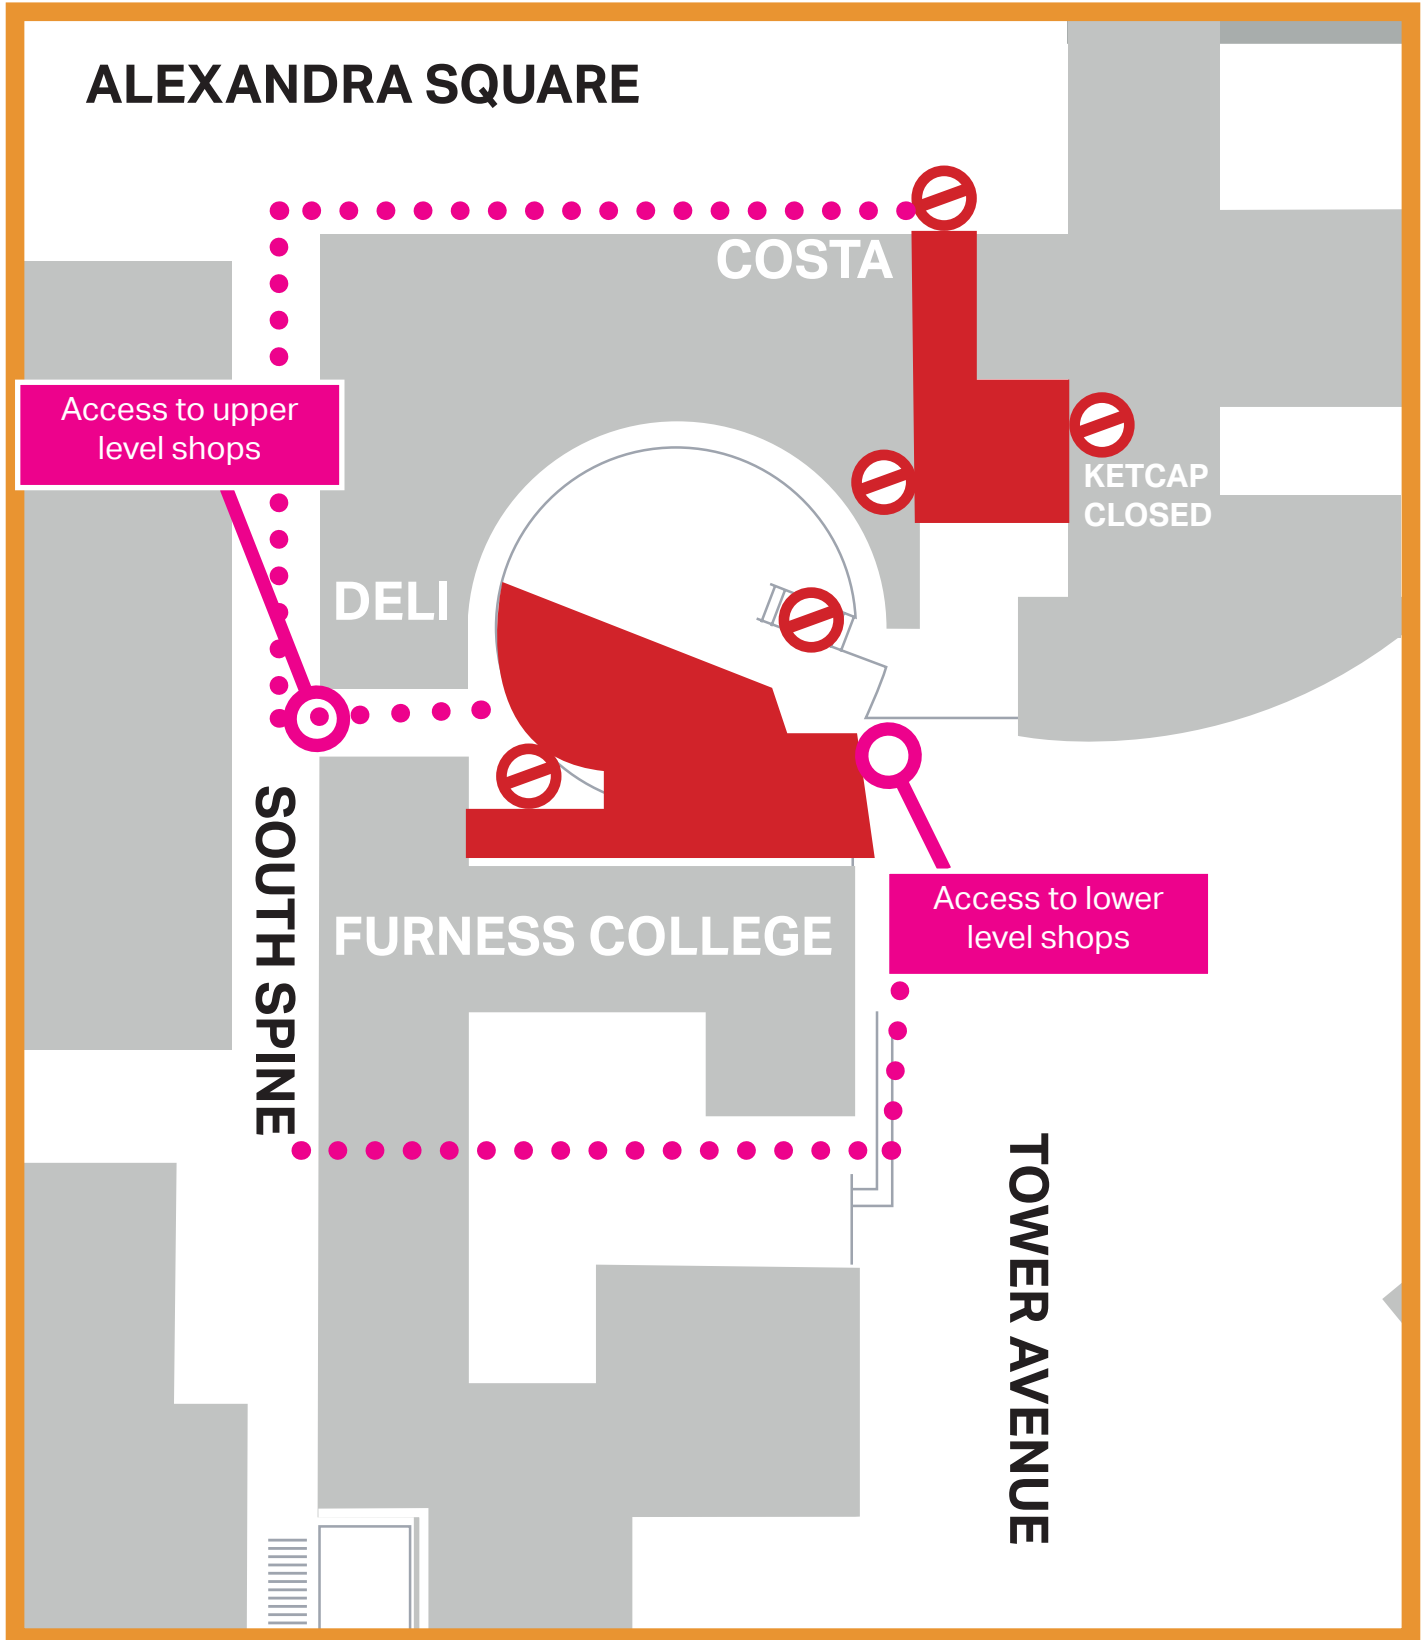 ALEXANDRA SQUARE
COSTA
Access to upper
level shops
KETCAP
CLOSED
DELI
SOUTH SPINE
Access to lower
level shops
FURNESS COLLEGE
TOWER AVENUE